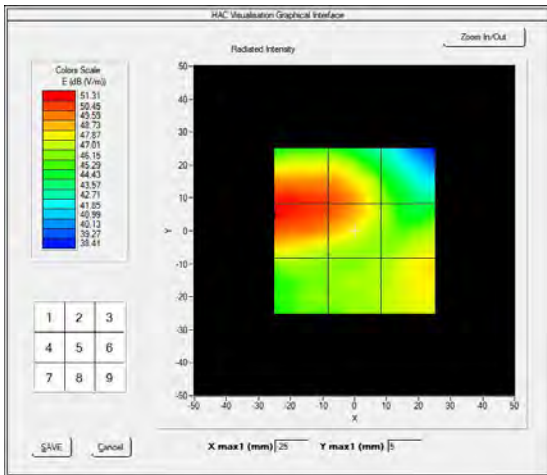 HAC Visualisation Graphical Interface
Zoom In/Out
Radiated Intensity
Colors Scale
E (dB (V/m))
51.31
50.45
49.59
48.73
47.87
47.01
46.15
45.29
44.43
43.57
42.71
41.85
40.99
40.13
39.27
38.41
50
40
30
20
10
0
-10
-20
-30
-40
-50
Y
-50 -40 -30 -20 -10 0 10 20 30 40 50
X
1 2 3
4 5 6
7 8 9
SAVE Cancel
X max1 (mm) -25 Y max1 (mm) 5